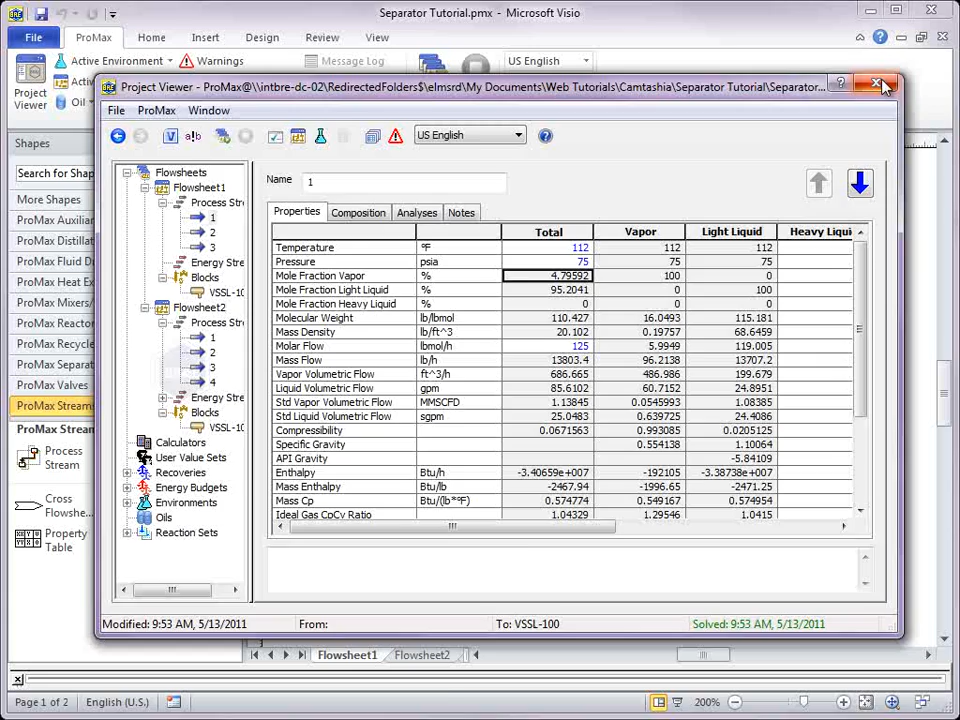 Separator Tutorial.pmx - Microsoft Visio
File ProMax Home Insert Design Review View
Project Viewer
Active Environment Warnings Message Log US English
Oil
Project Viewer - ProMax@\\intbre-dc-02\RedirectedFolders$\elmsrd\My Documents\Web Tutorials\Camtashia\Separator Tutorial\Separator...
File ProMax Window
US English
Shapes
Search for Shap
More Shapes
ProMax Auxilia
ProMax Distillat
ProMax Fluid D
ProMax Heat Ex
ProMax Mixers/
ProMax Reactor
ProMax Recycle
ProMax Separat
ProMax Valves
ProMax Streams
ProMax Stream
Process Stream
Cross Flowshe...
Property Table
Flowsheets
Flowsheet1
Process Stre
1
2
3
Energy Stre
Blocks
VSSL-10
Flowsheet2
Process Stre
1
2
3
4
Energy Stre
Blocks
VSSL-10
Calculators
User Value Sets
Recoveries
Energy Budgets
Environments
Oils
Reaction Sets
Name 1
Properties Composition Analyses Notes
Total Vapor Light Liquid Heavy Liqui
Temperature °F 112 112 112
Pressure psia 75 75 75
Mole Fraction Vapor % 4.79592 100 0
Mole Fraction Light Liquid % 95.2041 0 100
Mole Fraction Heavy Liquid % 0 0 0
Molecular Weight lb/lbmol 110.427 16.0493 115.181
Mass Density lb/ft^3 20.102 0.19757 68.6459
Molar Flow lbmol/h 125 5.9949 119.005
Mass Flow lb/h 13803.4 96.2138 13707.2
Vapor Volumetric Flow ft^3/h 686.665 486.986 199.679
Liquid Volumetric Flow gpm 85.6102 60.7152 24.8951
Std Vapor Volumetric Flow MMSCFD 1.13845 0.0545993 1.08385
Std Liquid Volumetric Flow sgpm 25.0483 0.639725 24.4086
Compressibility 0.0671563 0.993085 0.0205125
Specific Gravity 0.554138 1.10064
API Gravity -5.84109
Enthalpy Btu/h -3.40659e+007 -192105 -3.38738e+007
Mass Enthalpy Btu/lb -2467.94 -1996.65 -2471.25
Mass Cp Btu/(lb*°F) 0.574774 0.549167 0.574954
Ideal Gas CpCv Ratio 1.04329 1.29546 1.0415
Modified: 9:53 AM, 5/13/2011 From: To: VSSL-100 Solved: 9:53 AM, 5/13/2011
Flowsheet1 Flowsheet2
Page 1 of 2 English (U.S.) 200%